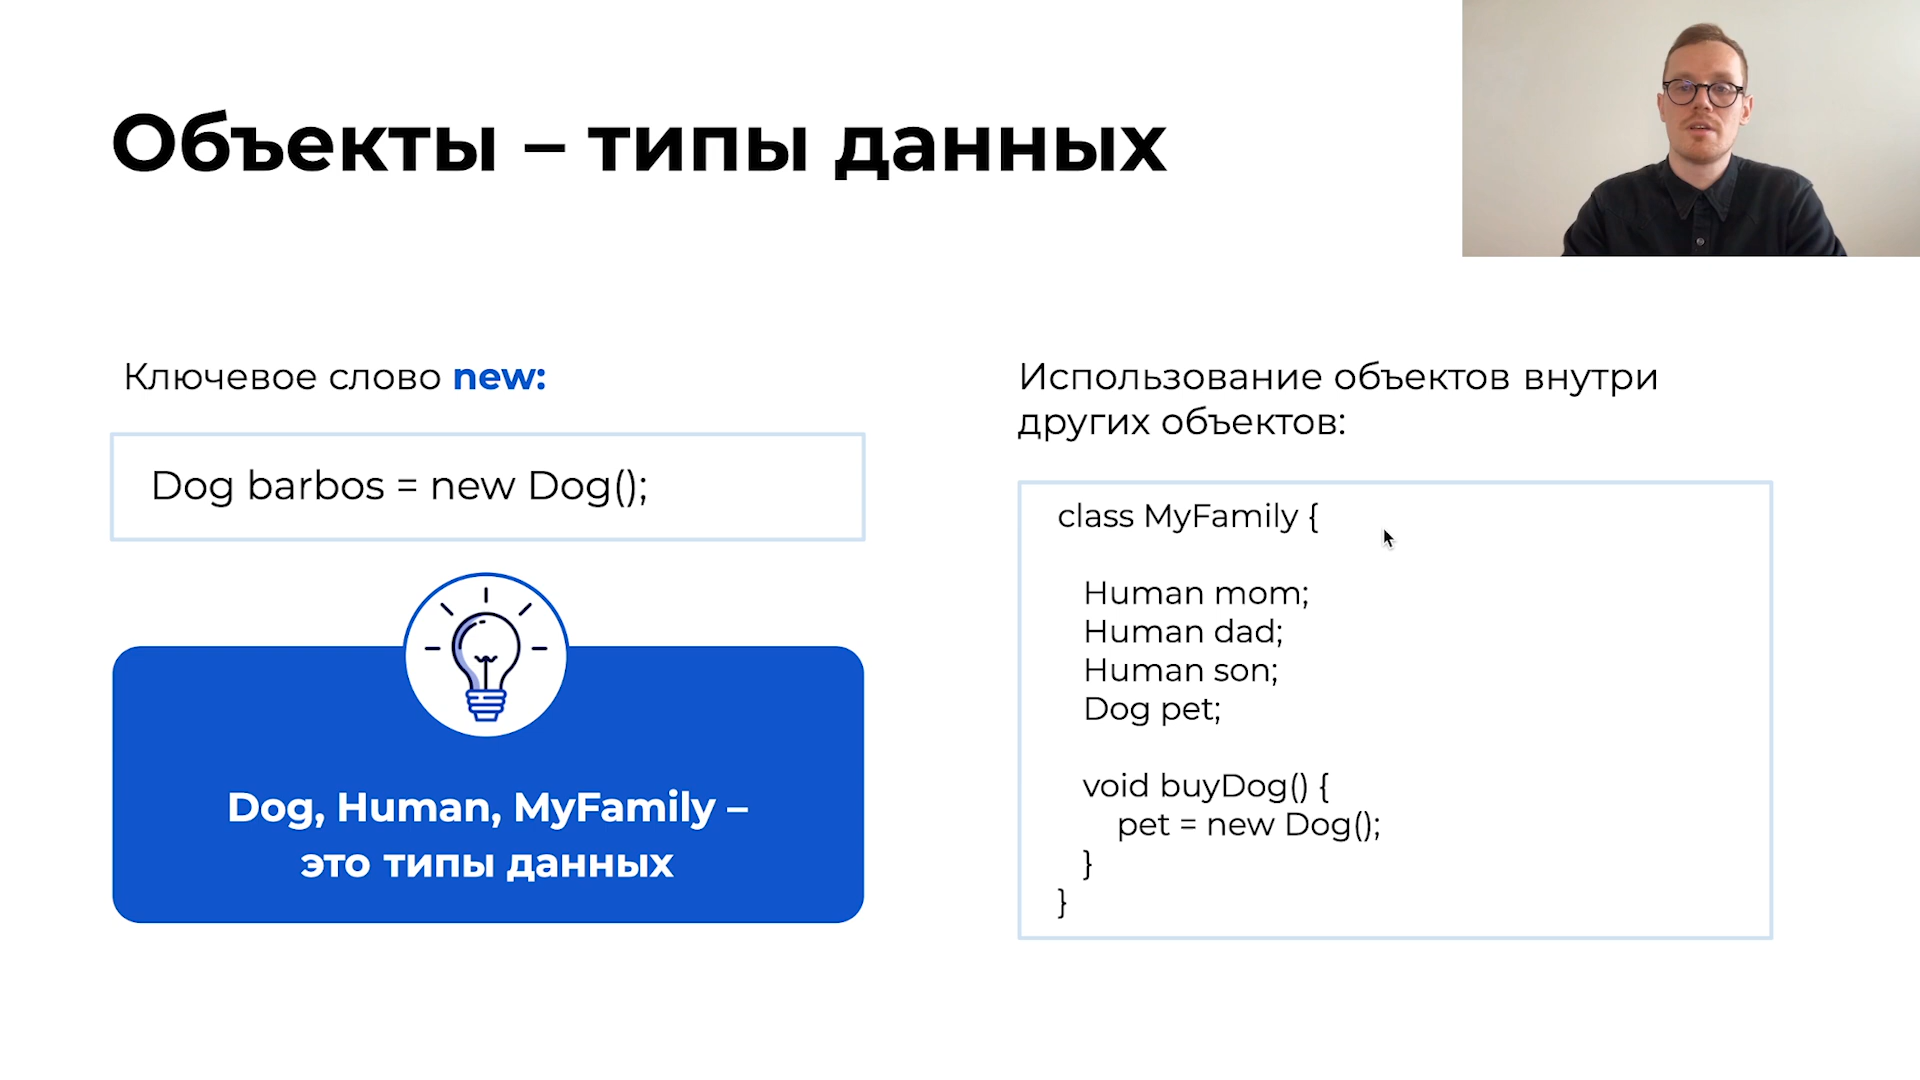 Объекты – типы данных
Ключевое слово new:
Dog barbos = new Dog();
Dog, Human, MyFamily –
это типы данных
Использование объектов внутри
других объектов:
class MyFamily {
Human mom;
Human dad;
Human son;
Dog pet;
void buyDog() {
pet = new Dog();
}
}